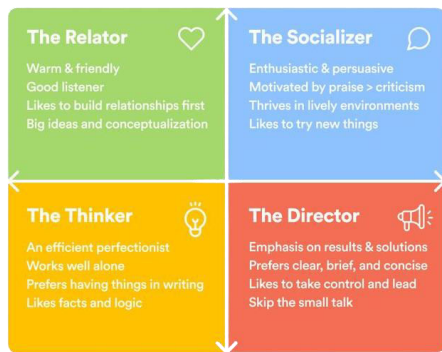 The Relator
Warm & friendly
Good listener
Likes to build relationships first
Big ideas and conceptualization
The Socializer
Enthusiastic & persuasive
Motivated by praise > criticism
Thrives in lively environments
Likes to try new things
The Thinker
An efficient perfectionist
Works well alone
Prefers having things in writing
Likes facts and logic
The Director
Emphasis on results & solutions
Prefers clear, brief, and concise
Likes to take control and lead
Skip the small talk